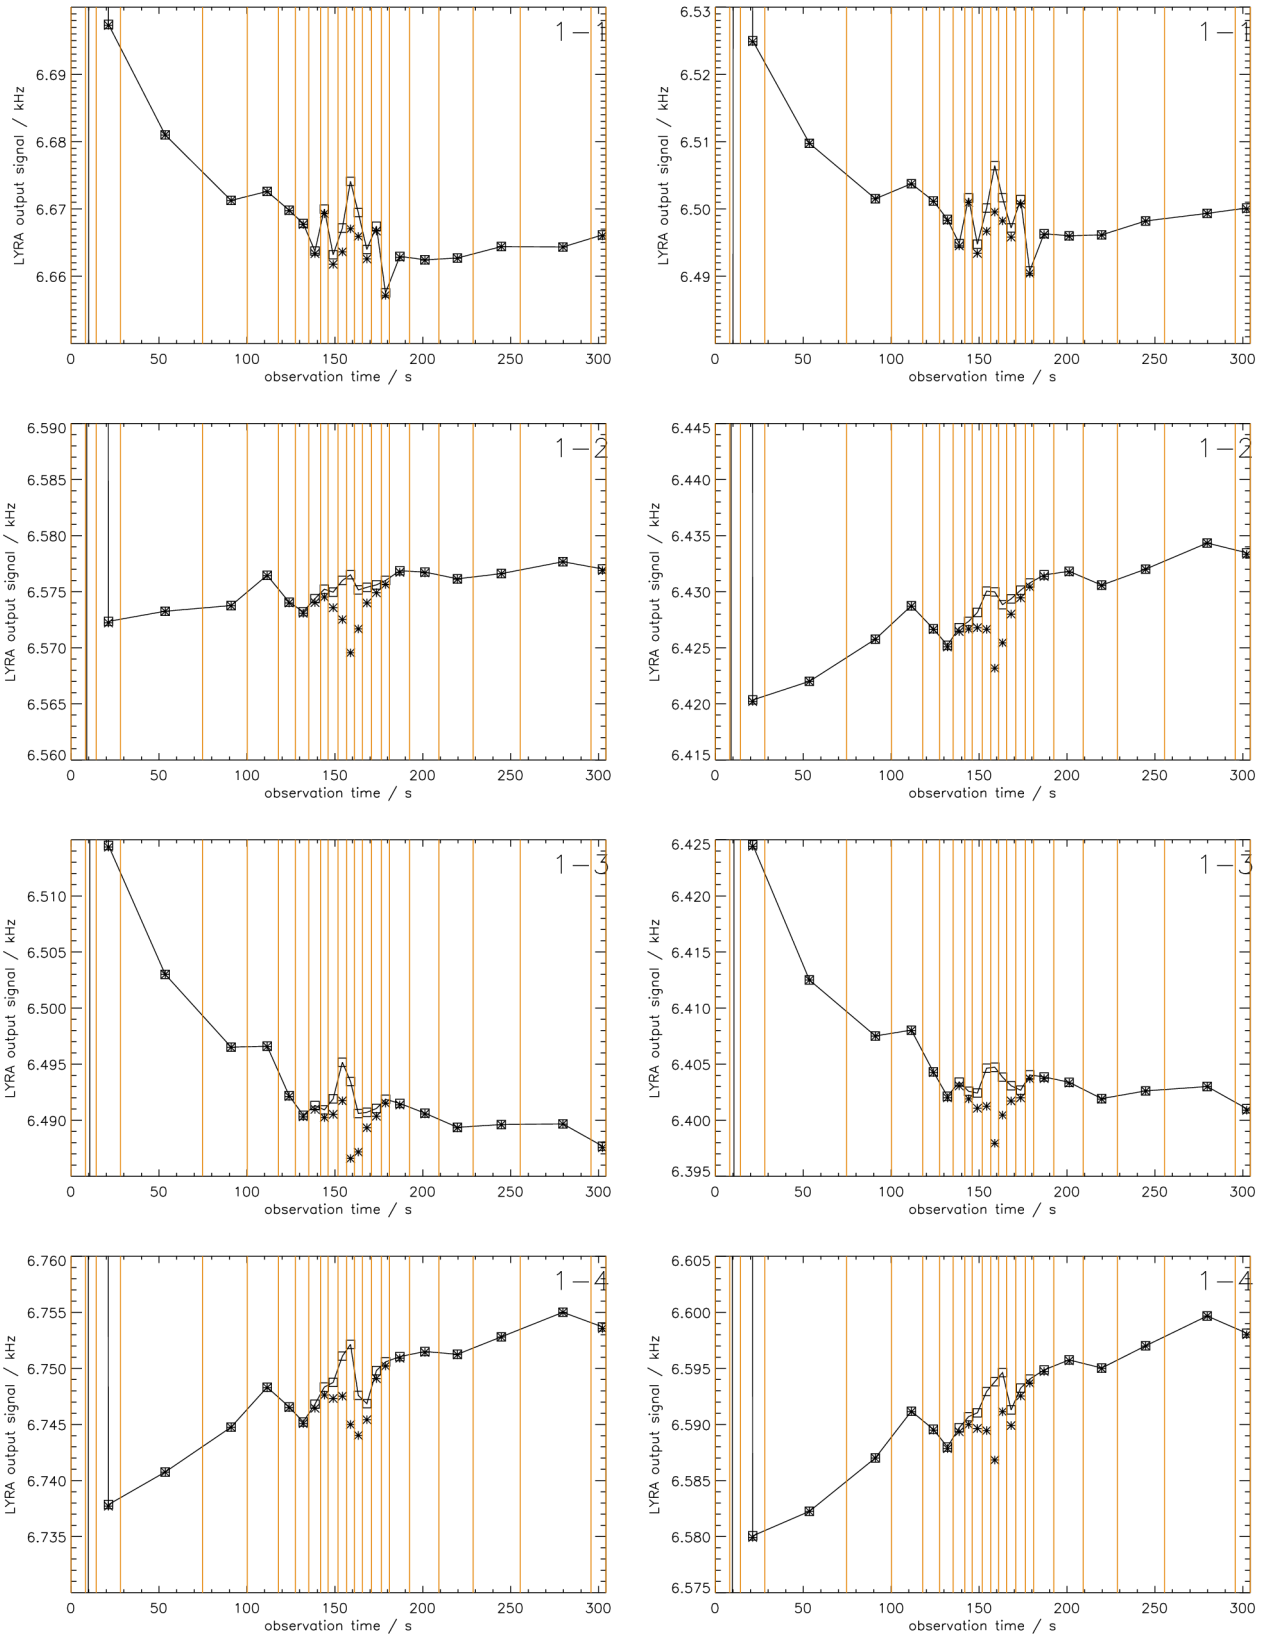 1-1
6.69
6.68
6.67
6.66
LYRA output signal / kHz
0 50 100 150 200 250 300
observation time / s
1-1
6.53
6.52
6.51
6.50
6.49
LYRA output signal / kHz
0 50 100 150 200 250 300
observation time / s
1-2
6.590
6.585
6.580
6.575
6.570
6.565
6.560
LYRA output signal / kHz
0 50 100 150 200 250 300
observation time / s
1-2
6.445
6.440
6.435
6.430
6.425
6.420
6.415
LYRA output signal / kHz
0 50 100 150 200 250 300
observation time / s
1-3
6.510
6.505
6.500
6.495
6.490
LYRA output signal / kHz
0 50 100 150 200 250 300
observation time / s
1-3
6.425
6.420
6.415
6.410
6.405
6.400
6.395
LYRA output signal / kHz
0 50 100 150 200 250 300
observation time / s
1-4
6.760
6.755
6.750
6.745
6.740
6.735
LYRA output signal / kHz
0 50 100 150 200 250 300
observation time / s
1-4
6.605
6.600
6.595
6.590
6.585
6.580
6.575
LYRA output signal / kHz
0 50 100 150 200 250 300
observation time / s